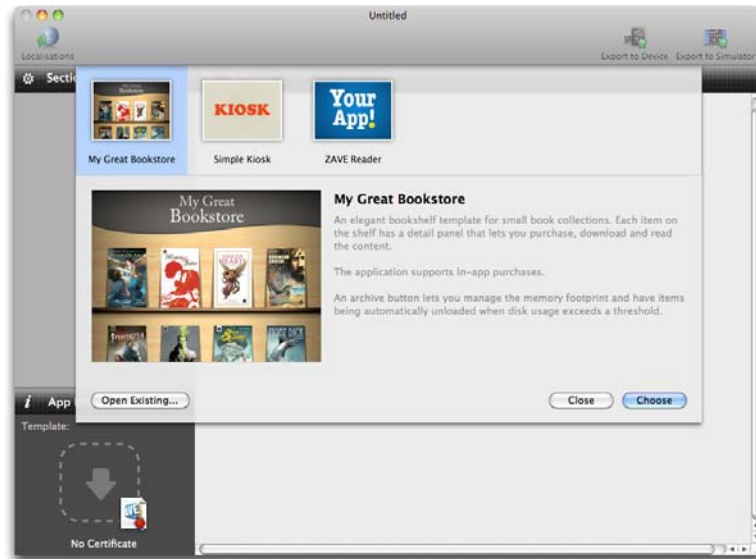 Untitled
Localisations
Export to Device
Export to Simulator
Secti
KIOSK
Your
App!
My Great Bookstore
Simple Kiosk
ZAVE Reader
My Great
Bookstore
My Great Bookstore
An elegant bookshelf template for small book collections. Each item on
the shelf has a detail panel that lets you purchase, download and read
the content.
The application supports in-app purchases.
An archive button lets you manage the memory footprint and have items
being automatically unloaded when disk usage exceeds a threshold.
MOBY DICK
i App
Open Existing...
Close
Choose
Template:
No Certificate